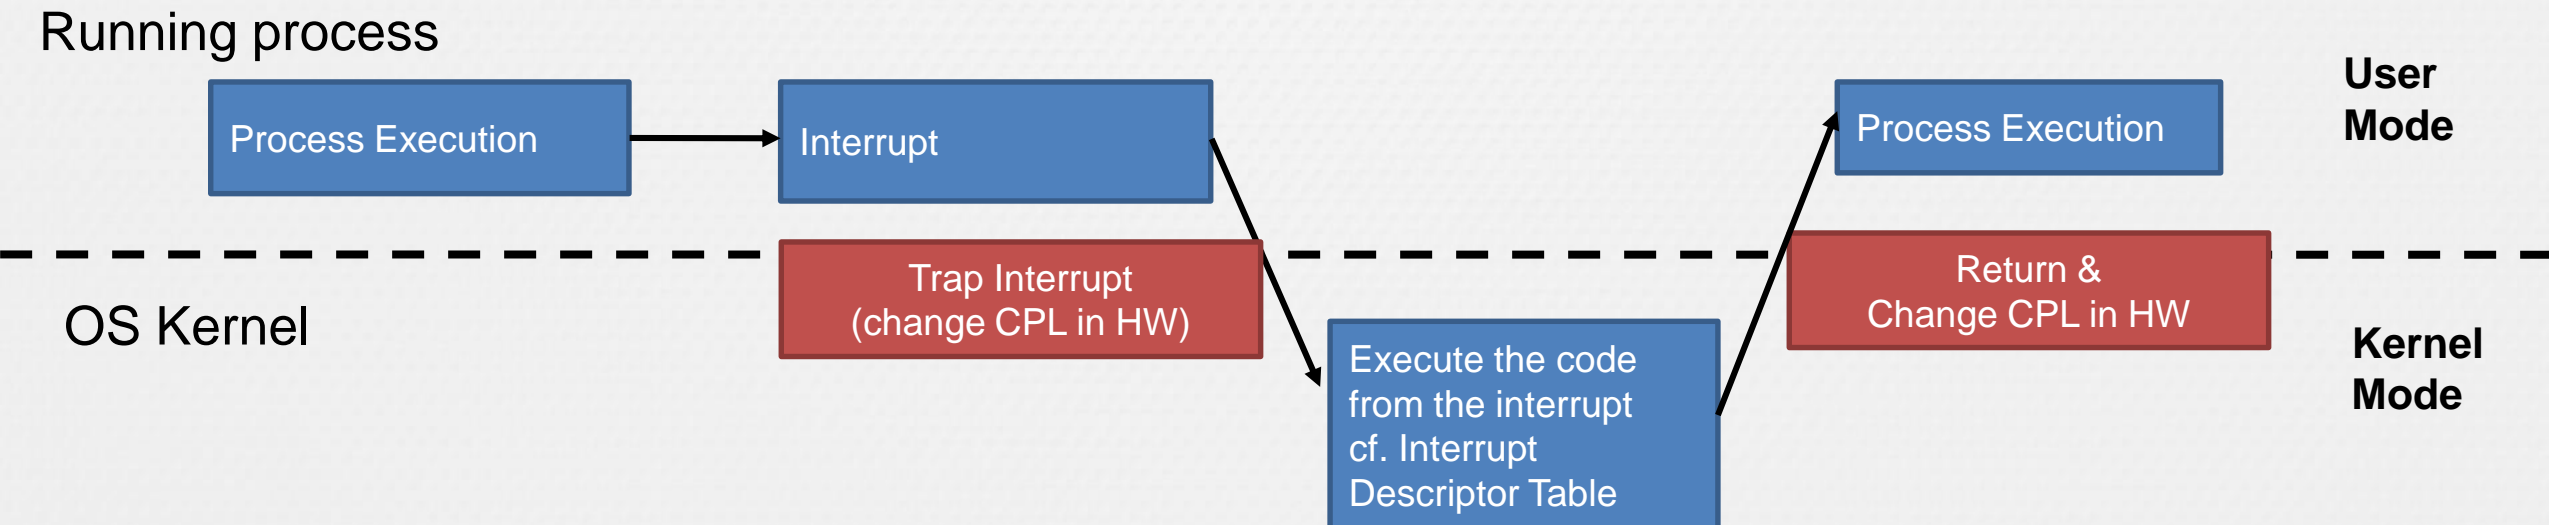 Running process
Process Execution
Interrupt
Process Execution
User
Mode
Trap Interrupt
(change CPL in HW)
Return &
Change CPL in HW
OS Kernel
Execute the code
from the interrupt
cf. Interrupt
Descriptor Table
Kernel
Mode